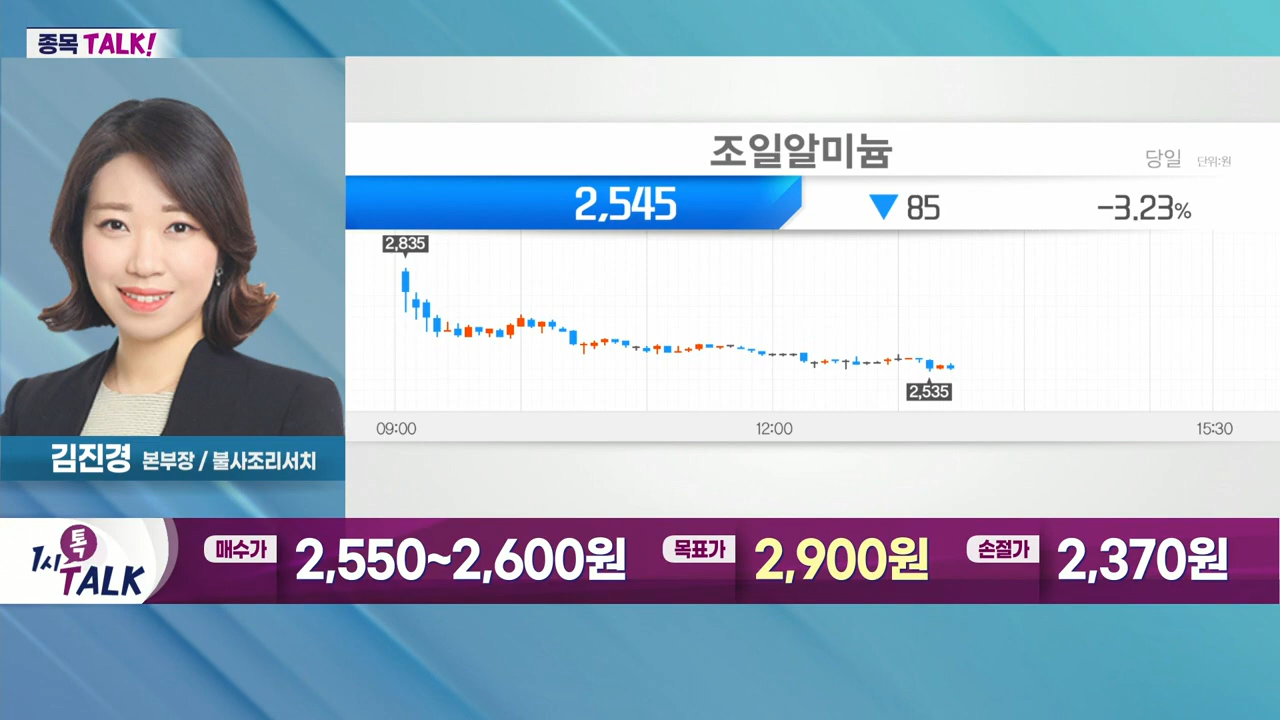 종목 TALK!
조일알미늄
당일 단위:원
2,545 ▼ 85 -3.23%
2,835
2,535
09:00 12:00 15:30
김진경 본부장 / 불사조리서치
1시 톡 TALK
매수가 2,550~2,600원 목표가 2,900원 손절가 2,370원